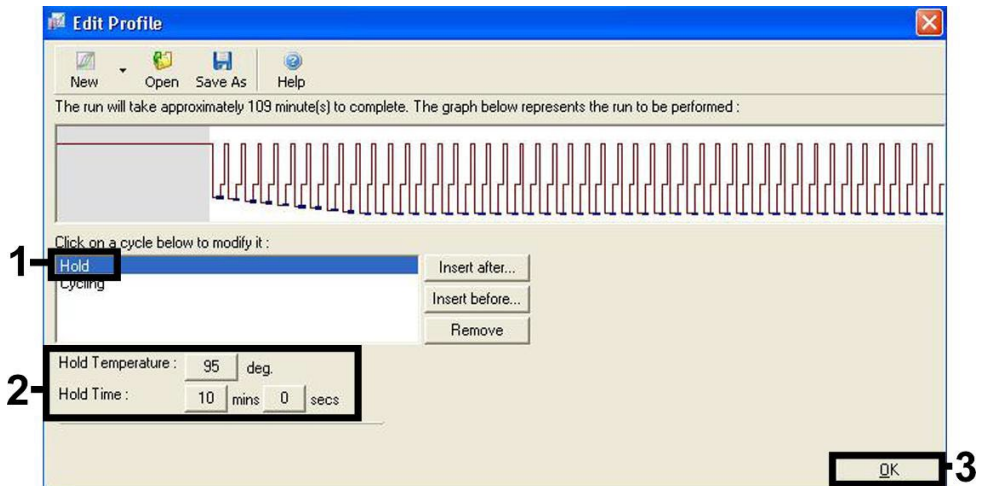 Edit Profile
New Open Save As Help
The run will take approximately 109 minute(s) to complete. The graph below represents the run to be performed :
Click on a cycle below to modify it :
1
Hold
Insert after...
Cycling
Insert before...
Remove
2
Hold Temperature : 95 deg.
Hold Time : 10 mins 0 secs
OK
3